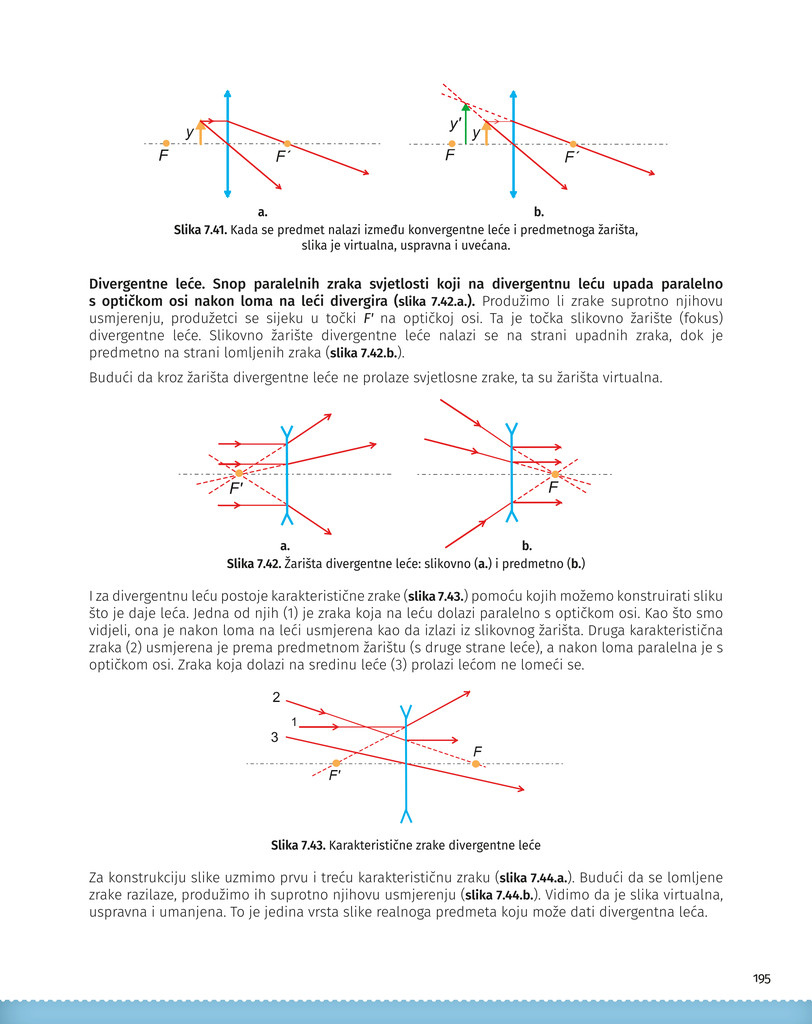 y
F
F´
y'
y
F
F´
a.
b.
Slika 7.41. Kada se predmet nalazi između konvergentne leće i predmetnoga žarišta,
slika je virtualna, uspravna i uvećana.
Divergentne leće. Snop paralelnih zraka svjetlosti koji na divergentnu leću upada paralelno
s optičkom osi nakon loma na leći divergira (slika 7.42.a.). Produžimo li zrake suprotno njihovu
usmjerenju, produžetci se sijeku u točki F' na optičkoj osi. Ta je točka slikovno žarište (fokus)
divergentne leće. Slikovno žarište divergentne leće nalazi se na strani upadnih zraka, dok je
predmetno na strani lomljenih zraka (slika 7.42.b.).
Budući da kroz žarišta divergentne leće ne prolaze svjetlosne zrake, ta su žarišta virtualna.
F'
F
a.
b.
Slika 7.42. Žarišta divergentne leće: slikovno (a.) i predmetno (b.)
I za divergentnu leću postoje karakteristične zrake (slika 7.43.) pomoću kojih možemo konstruirati sliku
što je daje leća. Jedna od njih (1) je zraka koja na leću dolazi paralelno s optičkom osi. Kao što smo
vidjeli, ona je nakon loma na leći usmjerena kao da izlazi iz slikovnog žarišta. Druga karakteristična
zraka (2) usmjerena je prema predmetnom žarištu (s druge strane leće), a nakon loma paralelna je s
optičkom osi. Zraka koja dolazi na sredinu leće (3) prolazi lećom ne lomeći se.
2
1
3
F
F'
Slika 7.43. Karakteristične zrake divergentne leće
Za konstrukciju slike uzmimo prvu i treću karakterističnu zraku (slika 7.44.a.). Budući da se lomljene
zrake razilaze, produžimo ih suprotno njihovu usmjerenju (slika 7.44.b.). Vidimo da je slika virtualna,
uspravna i umanjena. To je jedina vrsta slike realnoga predmeta koju može dati divergentna leća.
195